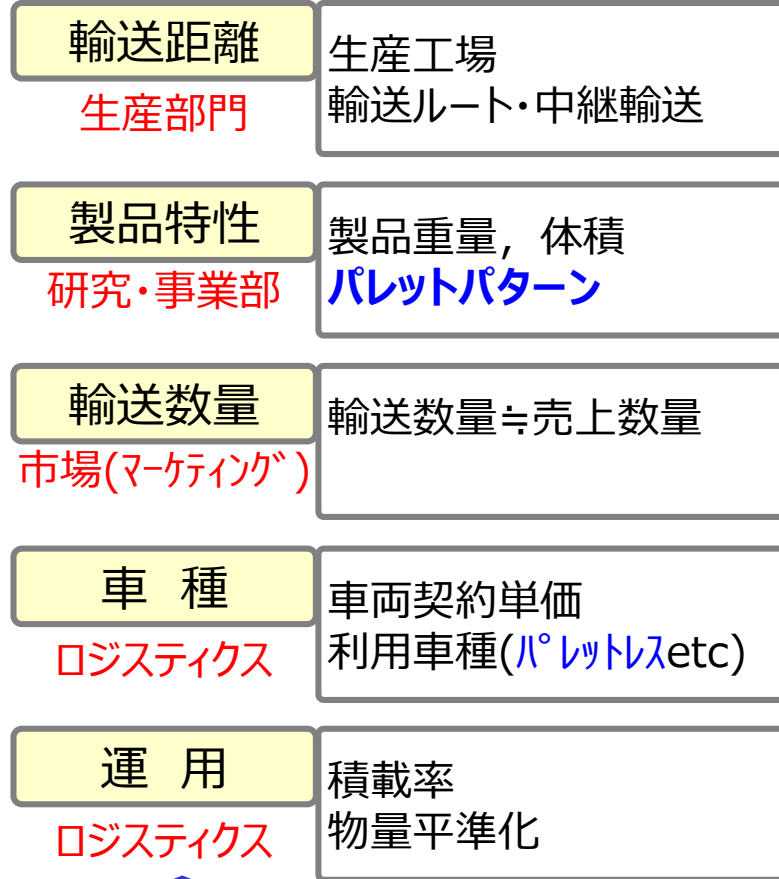 輸送距離
生産部門
生産工場
輸送ルート・中継輸送
製品特性
研究・事業部
製品重量，体積
パレットパターン
輸送数量
市場(ﾏｰｹﾃｨﾝｸﾞ)
輸送数量≒売上数量
車　種
ロジスティクス
車両契約単価
利用車種(ﾊﾟﾚｯﾄﾚｽetc)
運　用
ロジスティクス
積載率
物量平準化